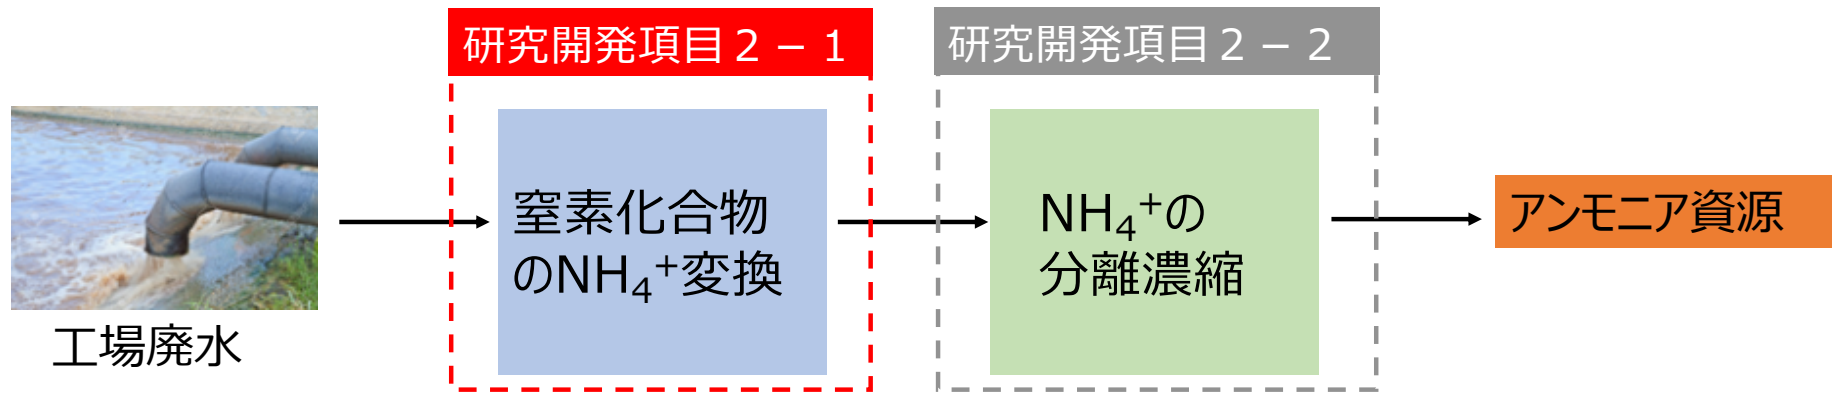 研究開発項目２－１
研究開発項目２－２
工場廃水
窒素化合物
のNH₄⁺変換
NH₄⁺の
分離濃縮
アンモニア資源